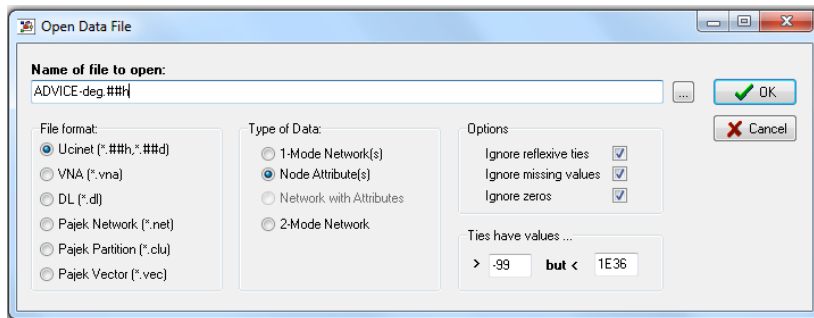 Open Data File
Name of file to open:
ADVICE-deg.##h
...
OK
Cancel
File format:
Ucinet (*.##h,*.##d)
VNA (*.vna)
DL (*.dl)
Pajek Network (*.net)
Pajek Partition (*.clu)
Pajek Vector (*.vec)
Type of Data:
1-Mode Network(s)
Node Attribute(s)
Network with Attributes
2-Mode Network
Options
Ignore reflexive ties
Ignore missing values
Ignore zeros
Ties have values ...
> -99 but < 1E36